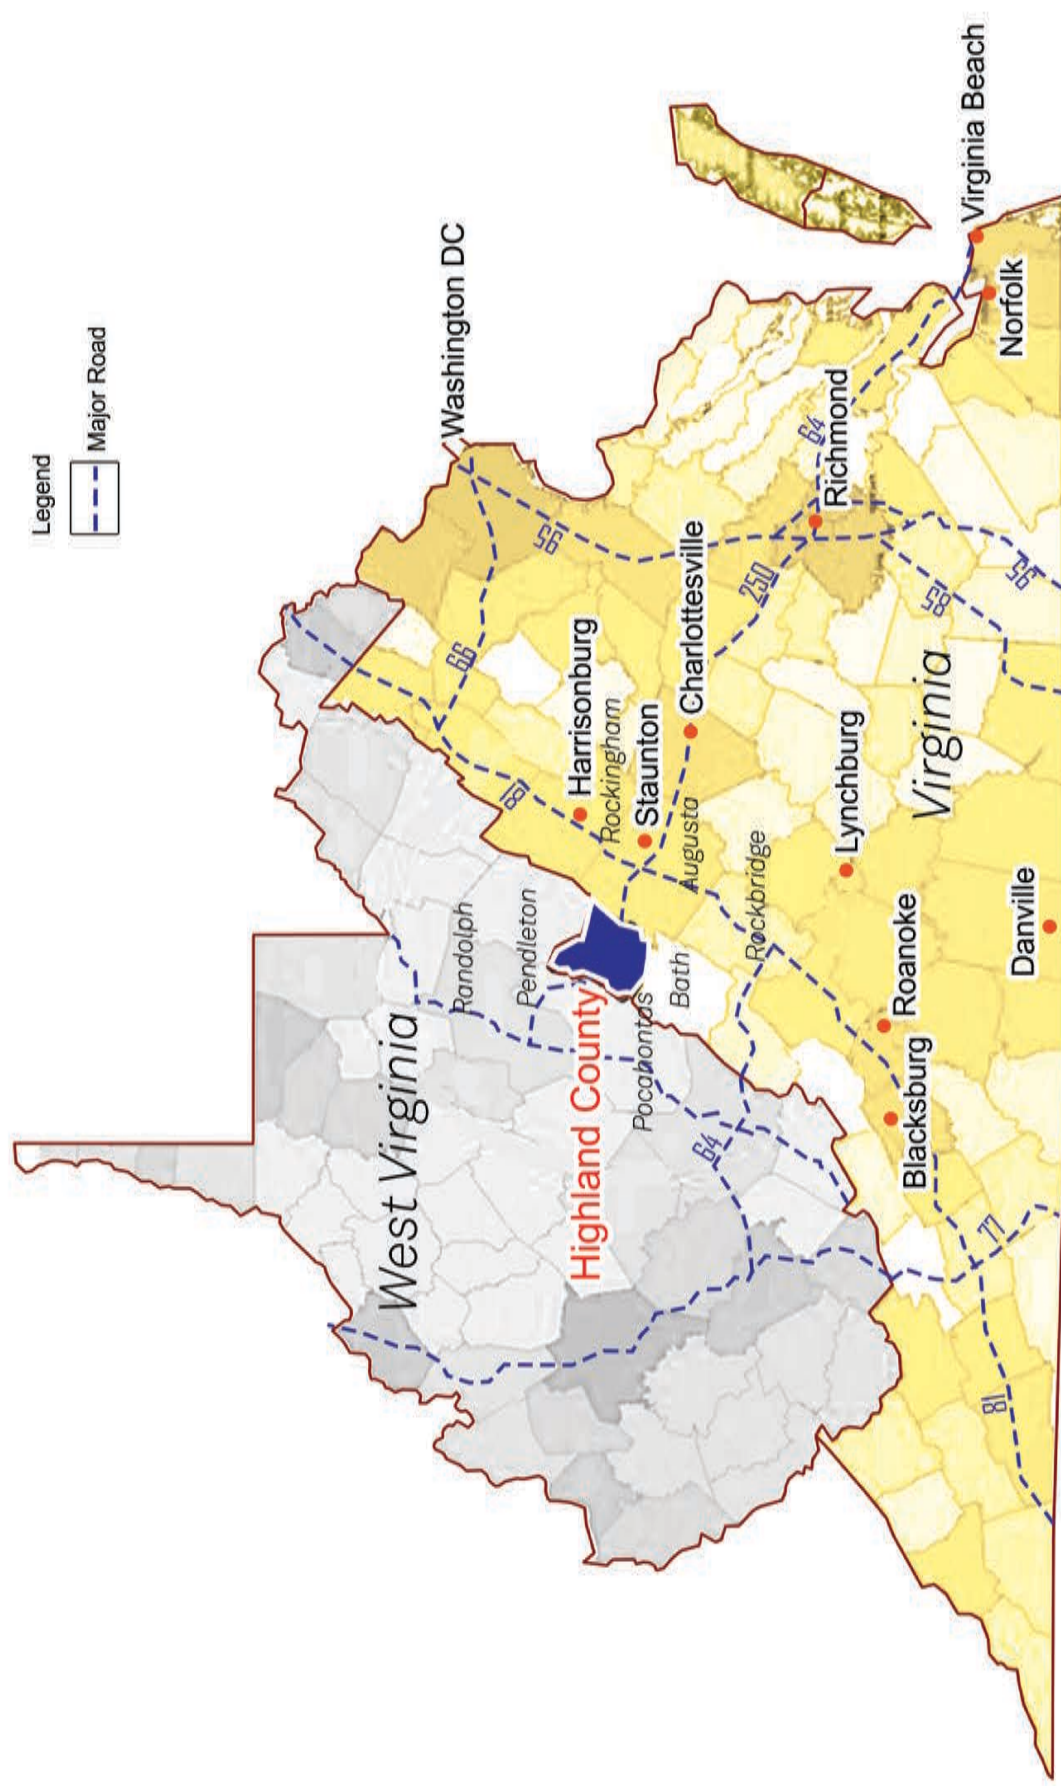 Legend
Major Road
Washington DC
West Virginia
Randolph
Pendleton
Highland County
Pocahontas
Bath
Harrisonburg
Rockingham
Staunton
Augusta
Charlottesville
Rockbridge
Richmond
Lynchburg
Virginia
Roanoke
Blacksburg
Danville
Norfolk
Virginia Beach
66
95
81
250
64
64
85
95
77
81